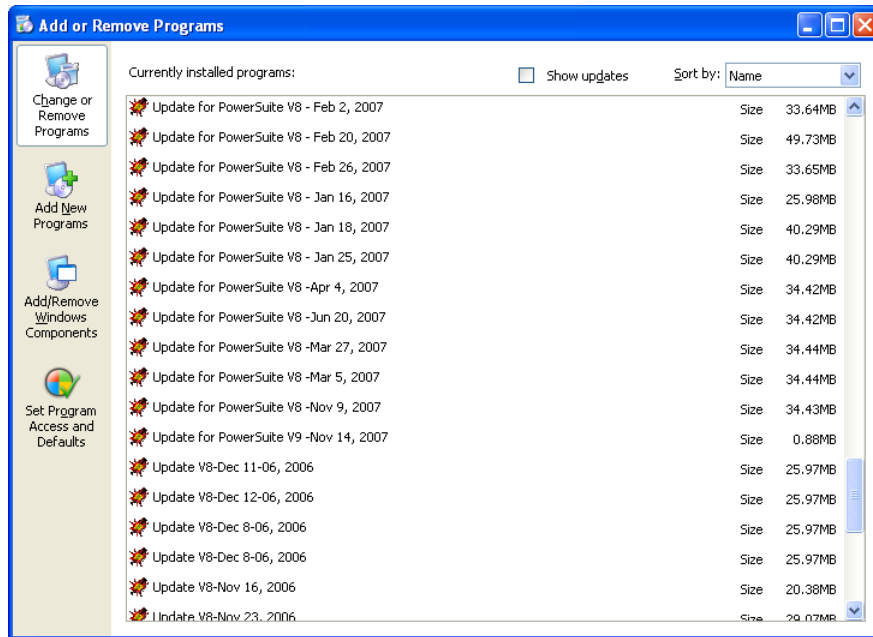 Add or Remove Programs
Change or
Remove
Programs
Add New
Programs
Add/Remove
Windows
Components
Set Program
Access and
Defaults
Currently installed programs:
Show updates
Sort by: Name
Update for PowerSuite V8 - Feb 2, 2007 Size 33.64MB
Update for PowerSuite V8 - Feb 20, 2007 Size 49.73MB
Update for PowerSuite V8 - Feb 26, 2007 Size 33.65MB
Update for PowerSuite V8 - Jan 16, 2007 Size 25.98MB
Update for PowerSuite V8 - Jan 18, 2007 Size 40.29MB
Update for PowerSuite V8 - Jan 25, 2007 Size 40.29MB
Update for PowerSuite V8 -Apr 4, 2007 Size 34.42MB
Update for PowerSuite V8 -Jun 20, 2007 Size 34.42MB
Update for PowerSuite V8 -Mar 27, 2007 Size 34.44MB
Update for PowerSuite V8 -Mar 5, 2007 Size 34.44MB
Update for PowerSuite V8 -Nov 9, 2007 Size 34.43MB
Update for PowerSuite V9 -Nov 14, 2007 Size 0.88MB
Update V8-Dec 11-06, 2006 Size 25.97MB
Update V8-Dec 12-06, 2006 Size 25.97MB
Update V8-Dec 8-06, 2006 Size 25.97MB
Update V8-Dec 8-06, 2006 Size 25.97MB
Update V8-Nov 16, 2006 Size 20.38MB
Update V8-Nov 23, 2006 Size 29.07MB